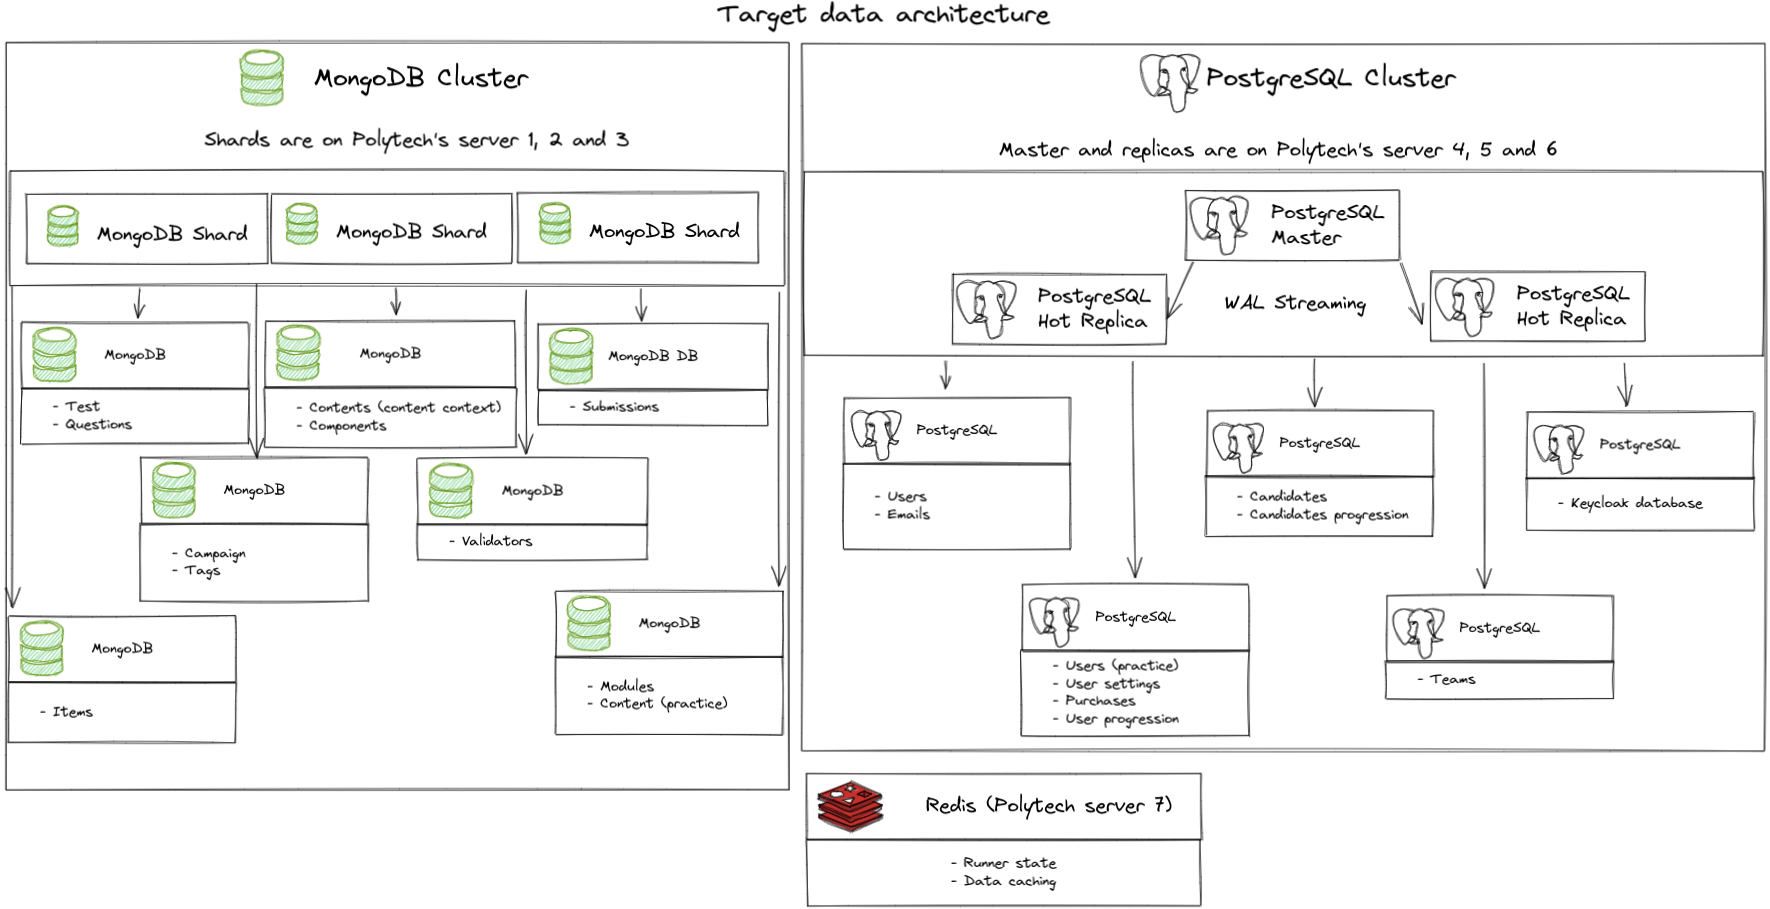 Target data architecture
MongoDB Cluster
Shards are on Polytech's server 1, 2 and 3
MongoDB Shard
MongoDB Shard
MongoDB Shard
MongoDB
- Test
- Questions
MongoDB
- Contents (content context)
- Components
MongoDB DB
- Submissions
MongoDB
- Campaign
- Tags
MongoDB
- Validators
MongoDB
- Items
MongoDB
- Modules
- Content (practice)
PostgreSQL Cluster
Master and replicas are on Polytech's server 4, 5 and 6
PostgreSQL
Master
PostgreSQL
Hot Replica
WAL Streaming
PostgreSQL
Hot Replica
PostgreSQL
- Users
- Emails
PostgreSQL
- Candidates
- Candidates progression
PostgreSQL
- Keycloak database
PostgreSQL
- Users (practice)
- User settings
- Purchases
- User progression
PostgreSQL
- Teams
Redis (Polytech server 7)
- Runner state
- Data caching